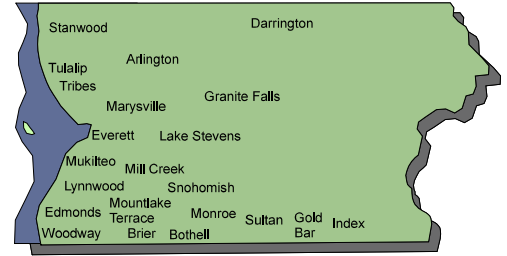 Stanwood
Darrington
Arlington
Tulalip
Tribes
Granite Falls
Marysville
Everett
Lake Stevens
Mukilteo
Mill Creek
Lynnwood
Snohomish
Mountlake
Terrace
Edmonds
Monroe
Sultan
Gold
Bar
Index
Woodway
Brier
Bothell